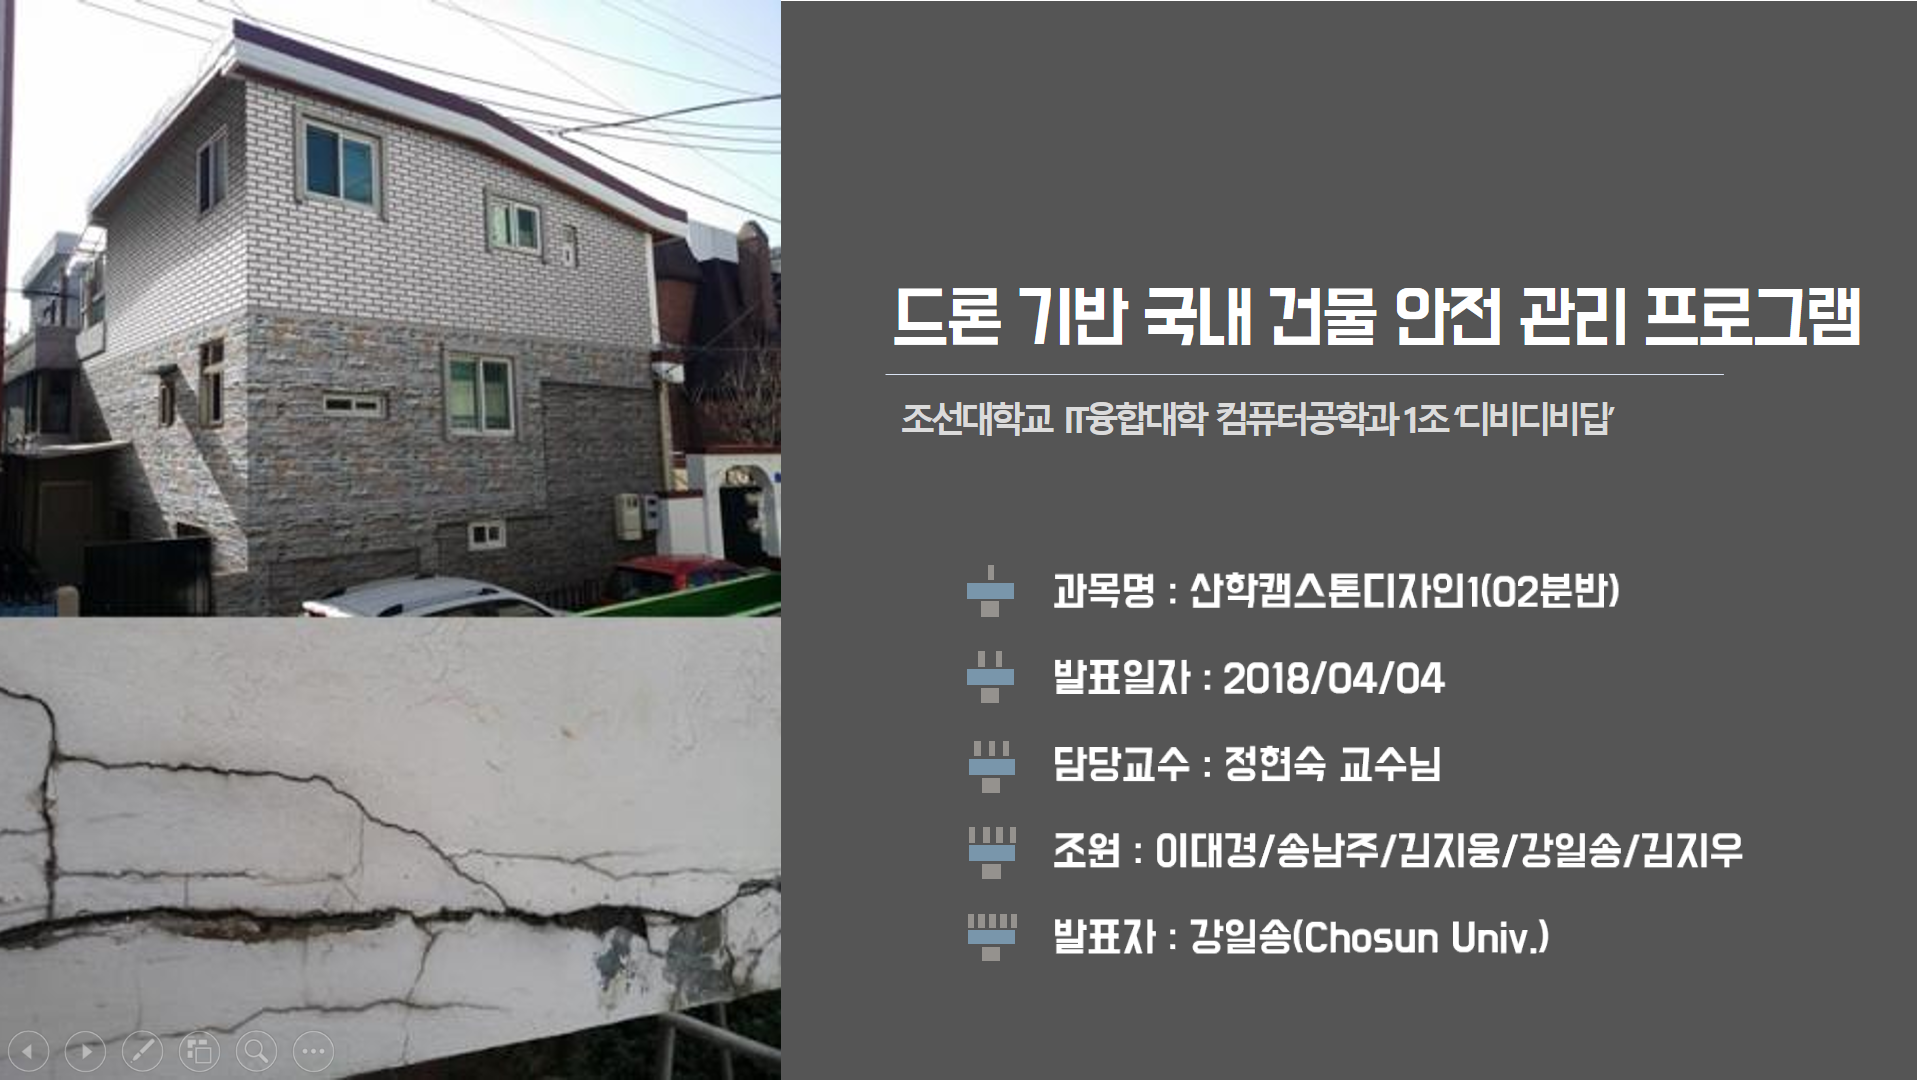 드론 기반 국내 건물 안전 관리 프로그램
조선대학교 IT융합대학 컴퓨터공학과 1조 ‘디비디비딥’
과목명 : 산학캡스톤디자인1(02분반)
발표일자 : 2018/04/04
담당교수 : 정현숙 교수님
조원 : 이대경/송남주/김지웅/강일송/김지우
발표자 : 강일송(Chosun Univ.)